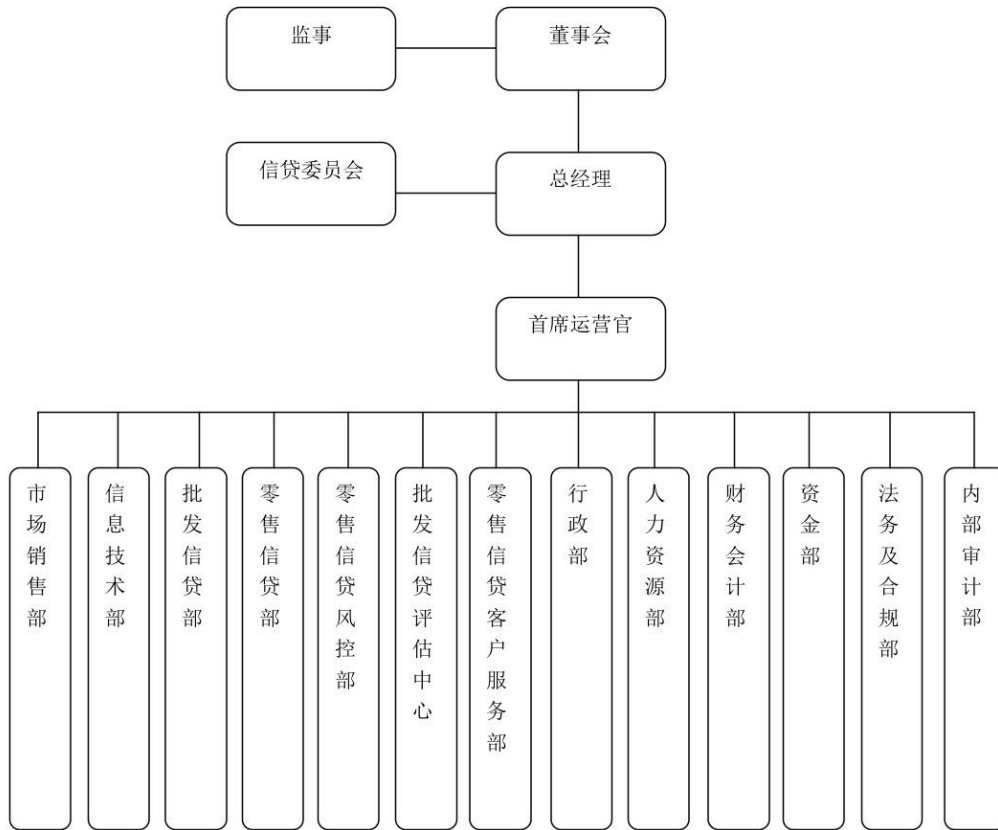 监事
董事会
信贷委员会
总经理
首席运营官
市场销售部
信息技术部
批发信贷部
零售信贷部
零售信贷风控部
批发信贷评估中心
零售信贷客户服务部
行政部
人力资源部
财务会计部
资金部
法务及合规部
内部审计部